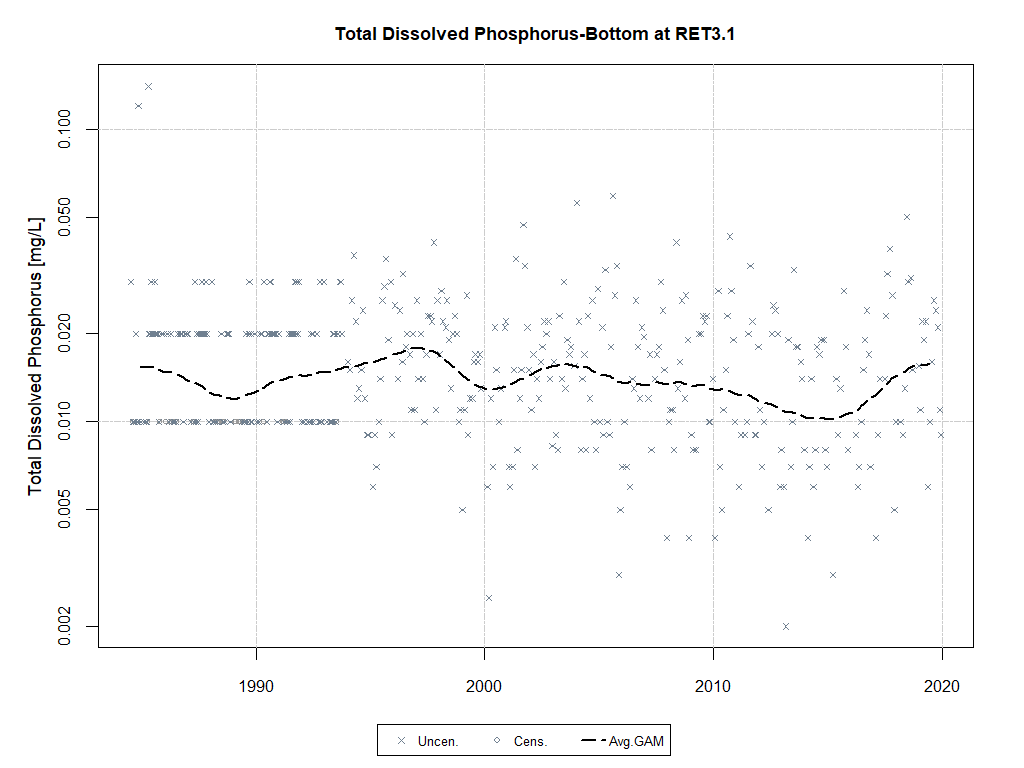 Total Dissolved Phosphorus-Bottom at RET3.1
Total Dissolved Phosphorus [mg/L]
0.100
0.050
0.020
0.010
0.005
0.002
1990 2000 2010 2020
Uncen. Cens. Avg.GAM